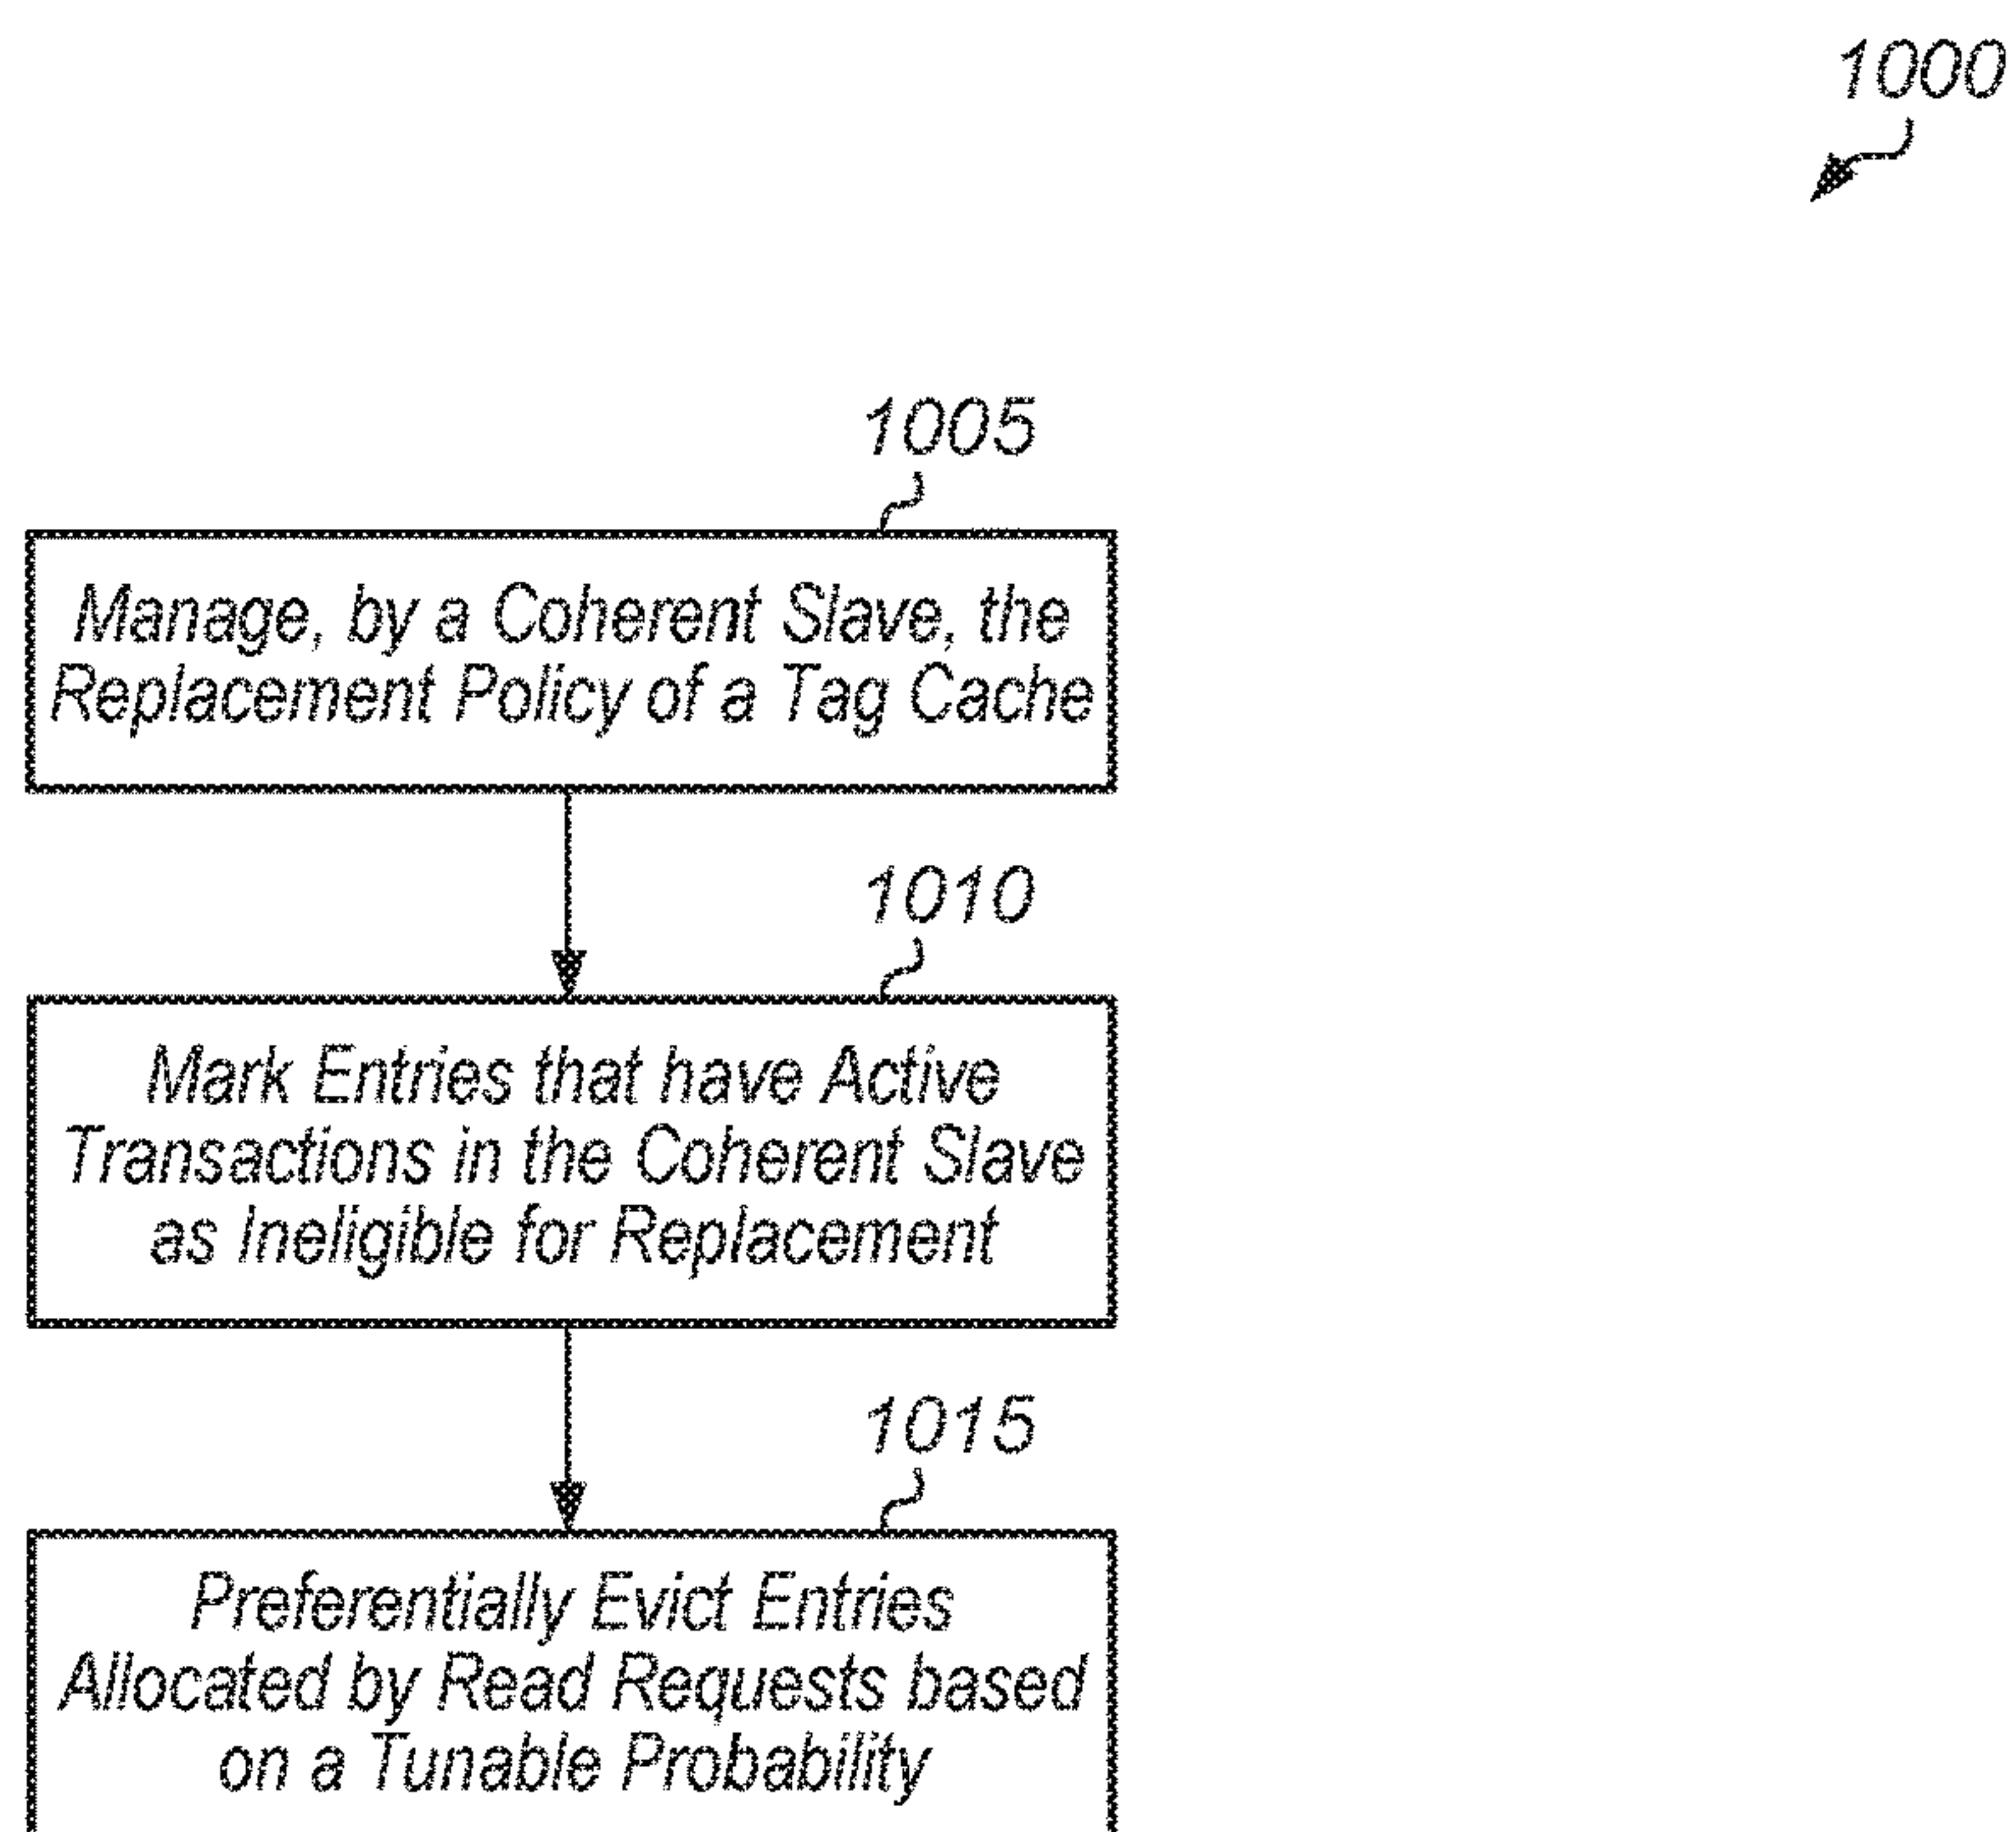 1000
1005
Manage, by a Coherent Slave, the
Replacement Policy of a Tag Cache
1010
Mark Entries that have Active
Transactions in the Coherent Slave
as Ineligible for Replacement
1015
Preferentially Evict Entries
Allocated by Read Requests based
on a Tunable Probability